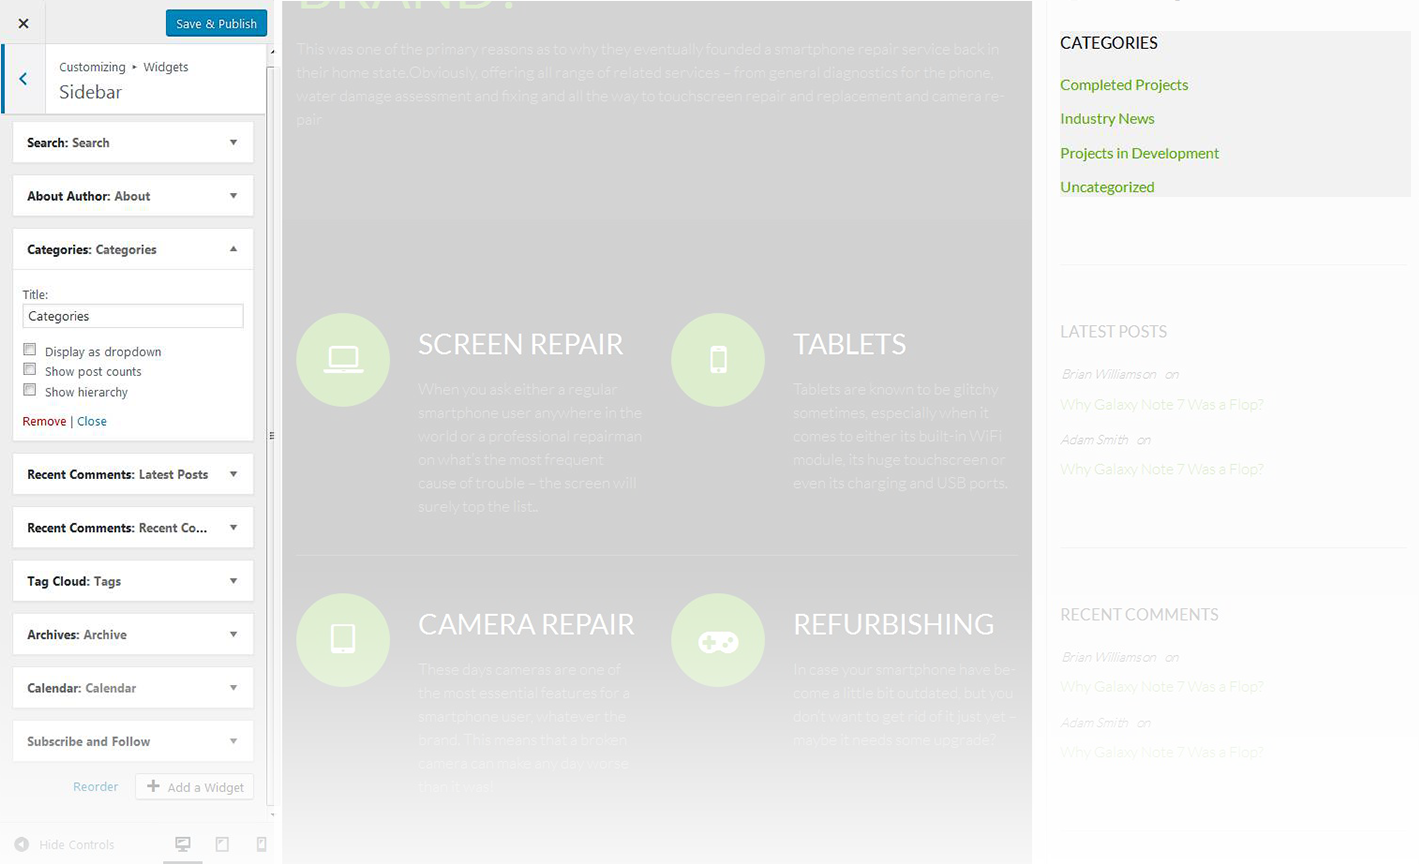 Save & Publish
Customizing ▸ Widgets
Sidebar
Search: Search
About Author: About
Categories: Categories
Title:
Categories
Display as dropdown
Show post counts
Show hierarchy
Remove | Close
Recent Comments: Latest Posts
Recent Comments: Recent Co...
Tag Cloud: Tags
Archives: Archive
Calendar: Calendar
Subscribe and Follow
Reorder
Add a Widget
Hide Controls
BRAND?
This was one of the primary reasons as to why they eventually founded a smartphone repair service back in
their home state.Obviously, offering all range of related services – from general diagnostics for the phone,
water damage assessment and fixing and all the way to touchscreen repair and replacement and camera re-
pair
SCREEN REPAIR
When you ask either a regular
smartphone user anywhere in the
world or a professional repairman
on what's the most frequent
cause of trouble – the screen will
surely top the list..
TABLETS
Tablets are known to be glitchy
sometimes, especially when it
comes to either its built-in WiFi
module, its huge touchscreen or
even its charging and USB ports.
CAMERA REPAIR
These days cameras are one of
the most essential features for a
smartphone user, whatever the
brand. This means that a broken
camera can make any day worse
than it was!
REFURBISHING
In case your smartphone have be-
come a little bit outdated, but you
don't want to get rid of it just yet –
maybe it needs some upgrade?
CATEGORIES
Completed Projects
Industry News
Projects in Development
Uncategorized
LATEST POSTS
Brian Williamson on
Why Galaxy Note 7 Was a Flop?
Adam Smith on
Why Galaxy Note 7 Was a Flop?
RECENT COMMENTS
Brian Williamson on
Why Galaxy Note 7 Was a Flop?
Adam Smith on
Why Galaxy Note 7 Was a Flop?